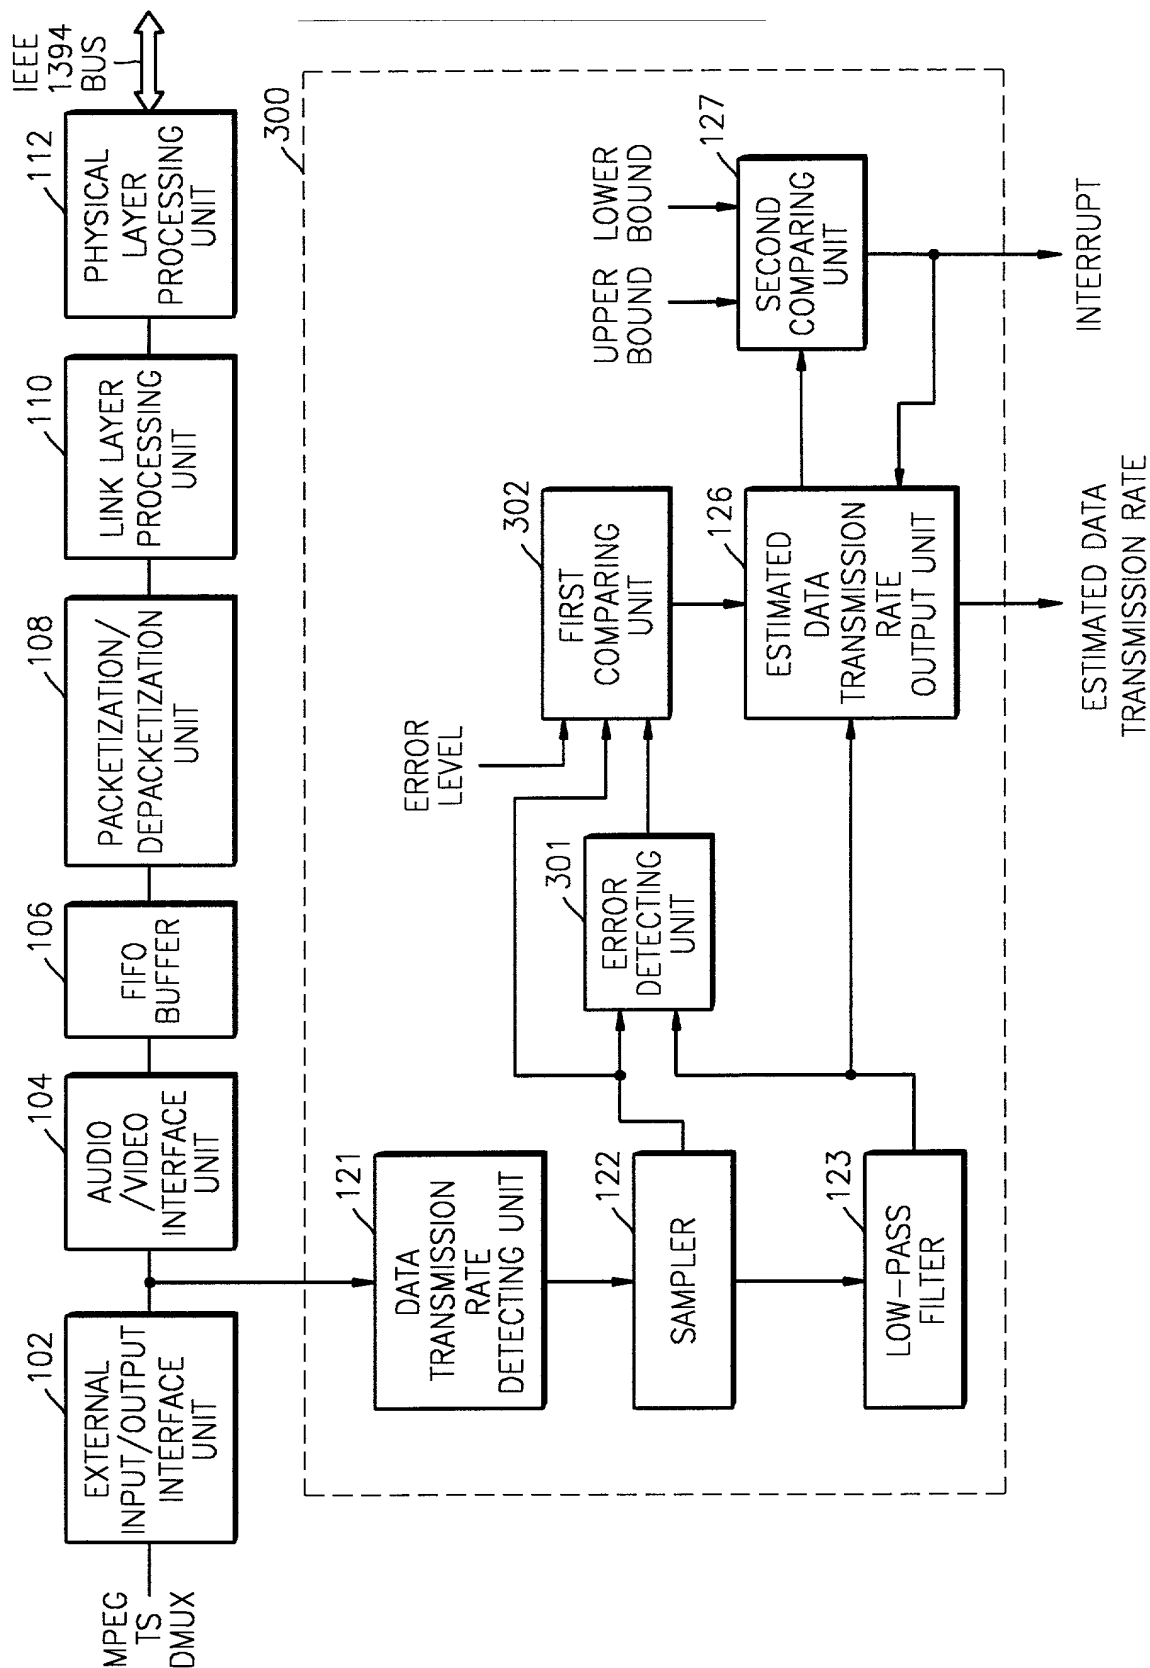 MPEG
TS
DMUX
102
EXTERNAL
INPUT/OUTPUT
INTERFACE
UNIT
104
AUDIO
/VIDEO
INTERFACE
UNIT
106
FIFO
BUFFER
108
PACKETIZATION/
DEPACKETIZATION
UNIT
110
LINK LAYER
PROCESSING
UNIT
112
PHYSICAL
LAYER
PROCESSING
UNIT
IEEE
1394
BUS
300
121
DATA
TRANSMISSION
RATE
DETECTING UNIT
122
SAMPLER
123
LOW-PASS
FILTER
301
ERROR
DETECTING
UNIT
ERROR
LEVEL
302
FIRST
COMPARING
UNIT
126
ESTIMATED
DATA
TRANSMISSION
RATE
OUTPUT UNIT
UPPER
BOUND
LOWER
BOUND
127
SECOND
COMPARING
UNIT
ESTIMATED DATA
TRANSMISSION RATE
INTERRUPT